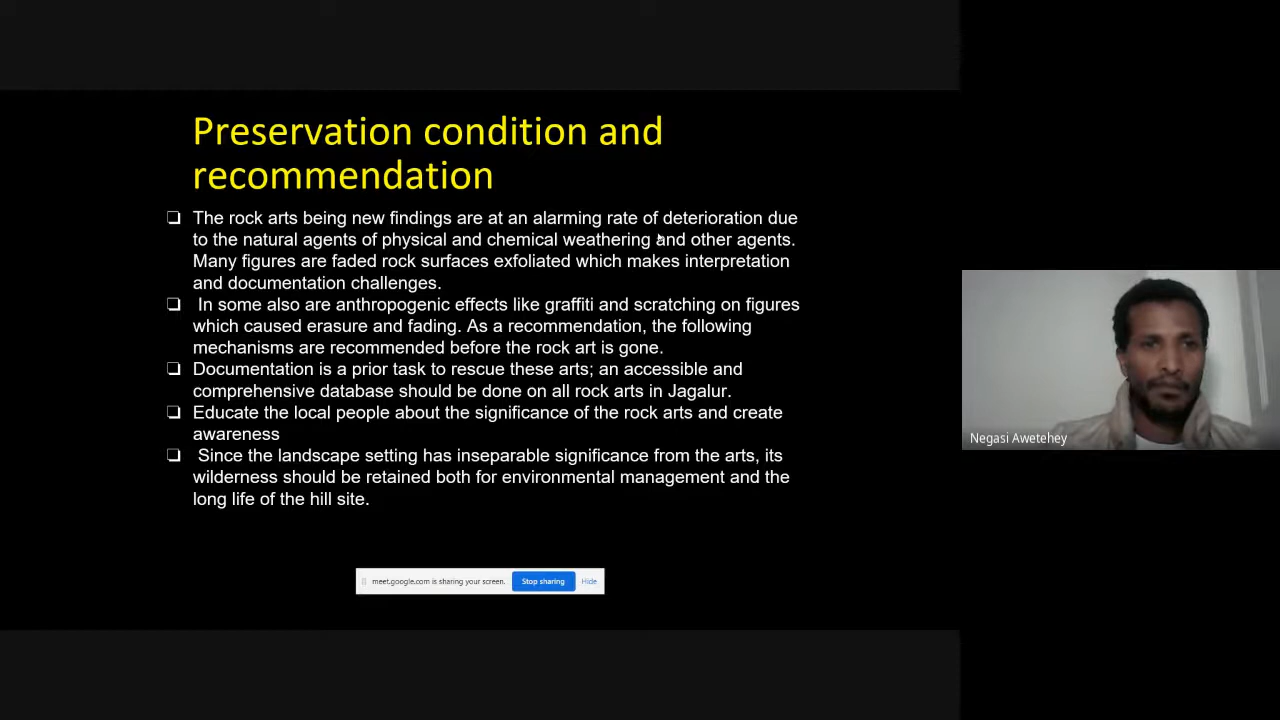 Preservation condition and
recommendation
The rock arts being new findings are at an alarming rate of deterioration due
to the natural agents of physical and chemical weathering and other agents.
Many figures are faded rock surfaces exfoliated which makes interpretation
and documentation challenges.
In some also are anthropogenic effects like graffiti and scratching on figures
which caused erasure and fading. As a recommendation, the following
mechanisms are recommended before the rock art is gone.
Documentation is a prior task to rescue these arts; an accessible and
comprehensive database should be done on all rock arts in Jagalur.
Educate the local people about the significance of the rock arts and create
awareness
Since the landscape setting has inseparable significance from the arts, its
wilderness should be retained both for environmental management and the
long life of the hill site.
meet.google.com is sharing your screen. Stop sharing Hide
Negasi Awetehey